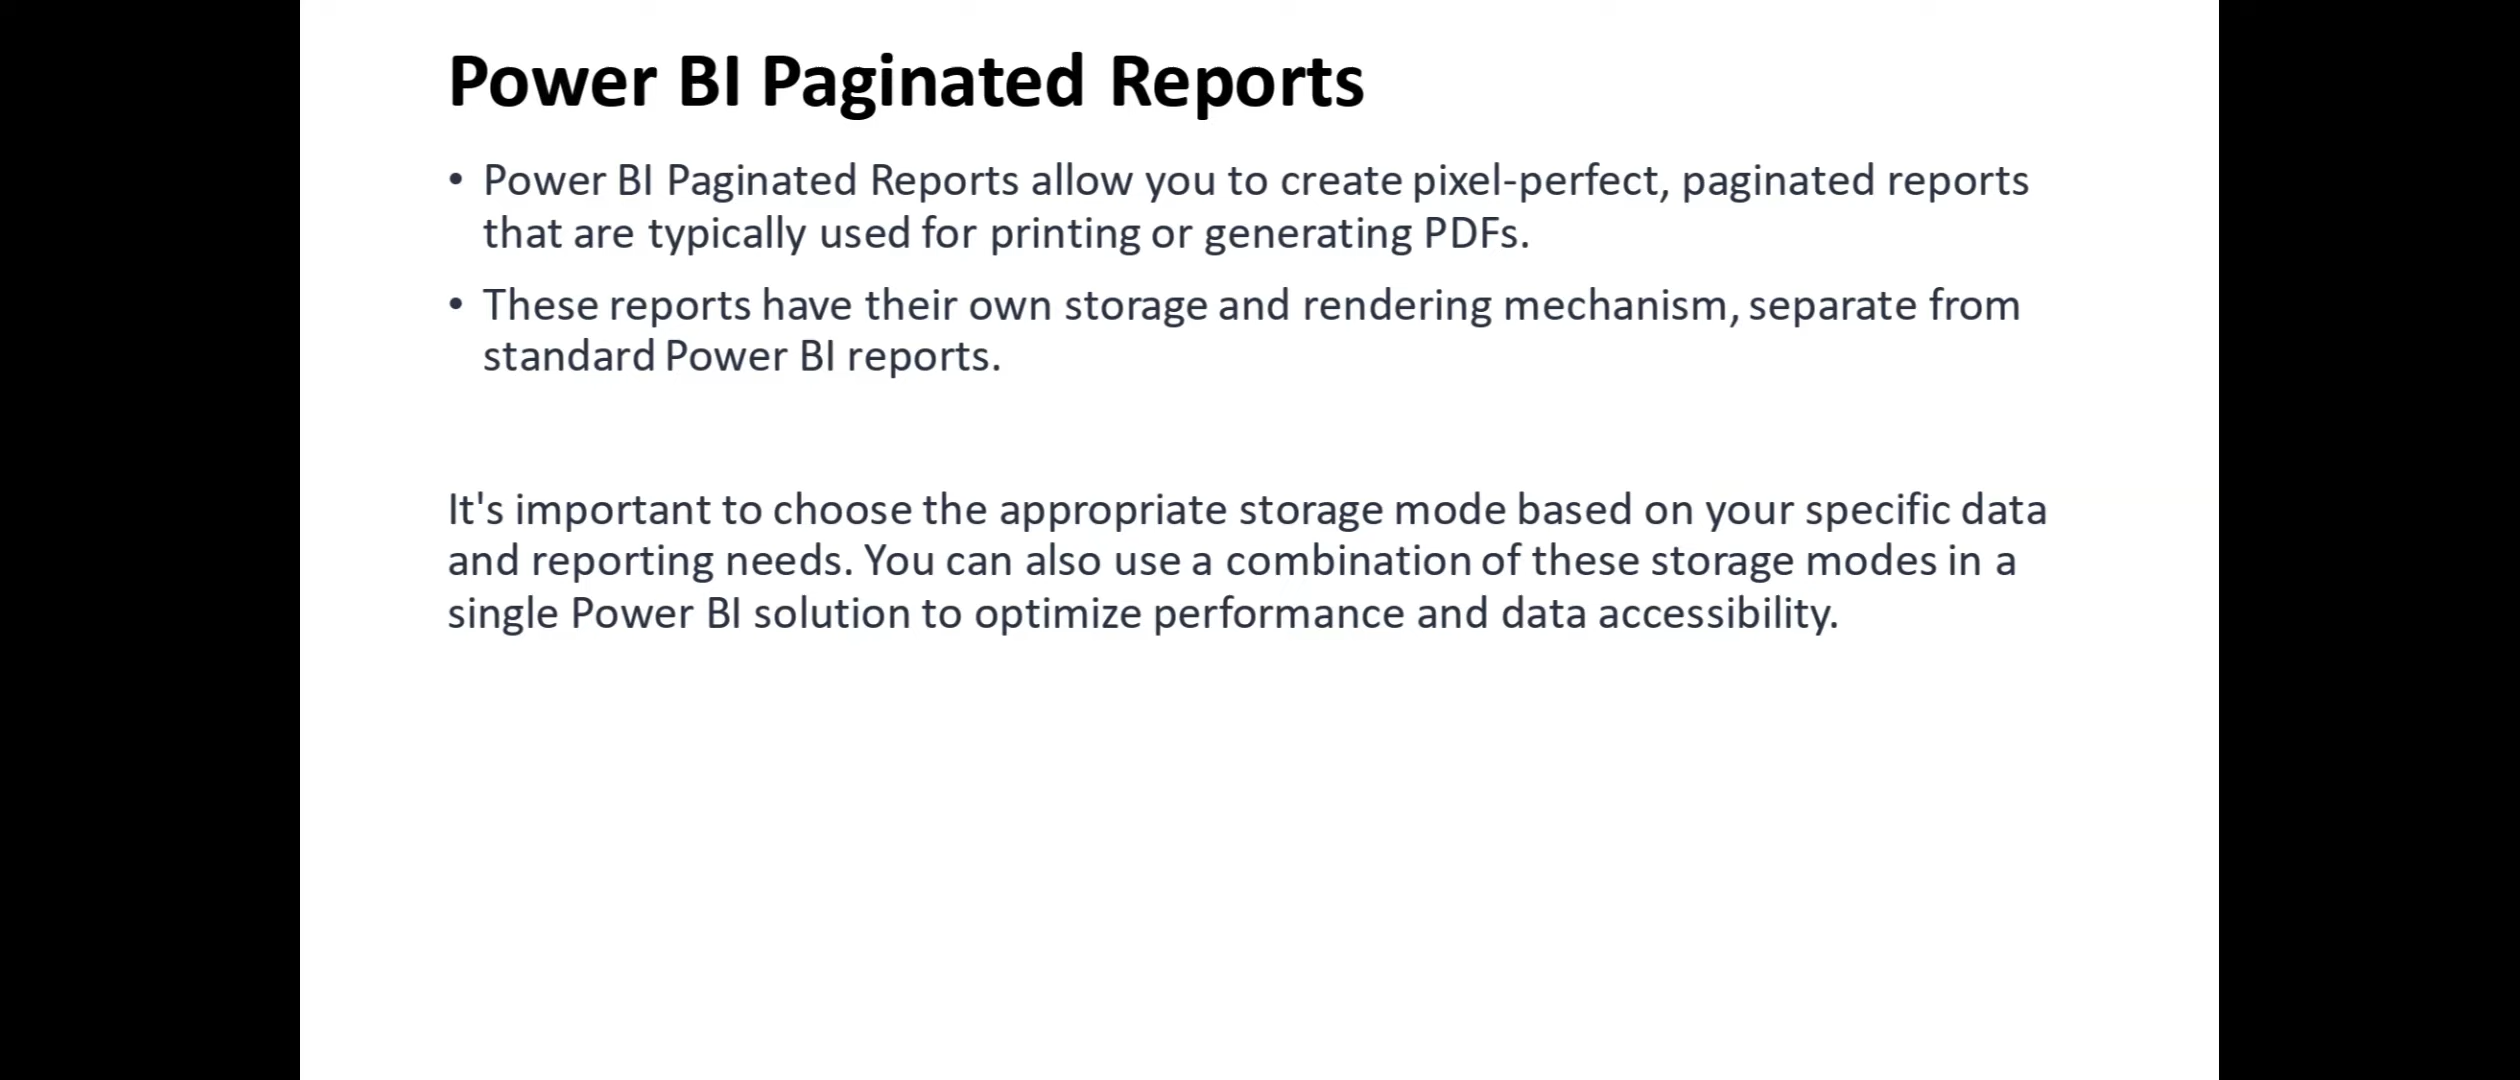 Power BI Paginated Reports
• Power BI Paginated Reports allow you to create pixel-perfect, paginated reports
that are typically used for printing or generating PDFs.
• These reports have their own storage and rendering mechanism, separate from
standard Power BI reports.
It's important to choose the appropriate storage mode based on your specific data
and reporting needs. You can also use a combination of these storage modes in a
single Power BI solution to optimize performance and data accessibility.